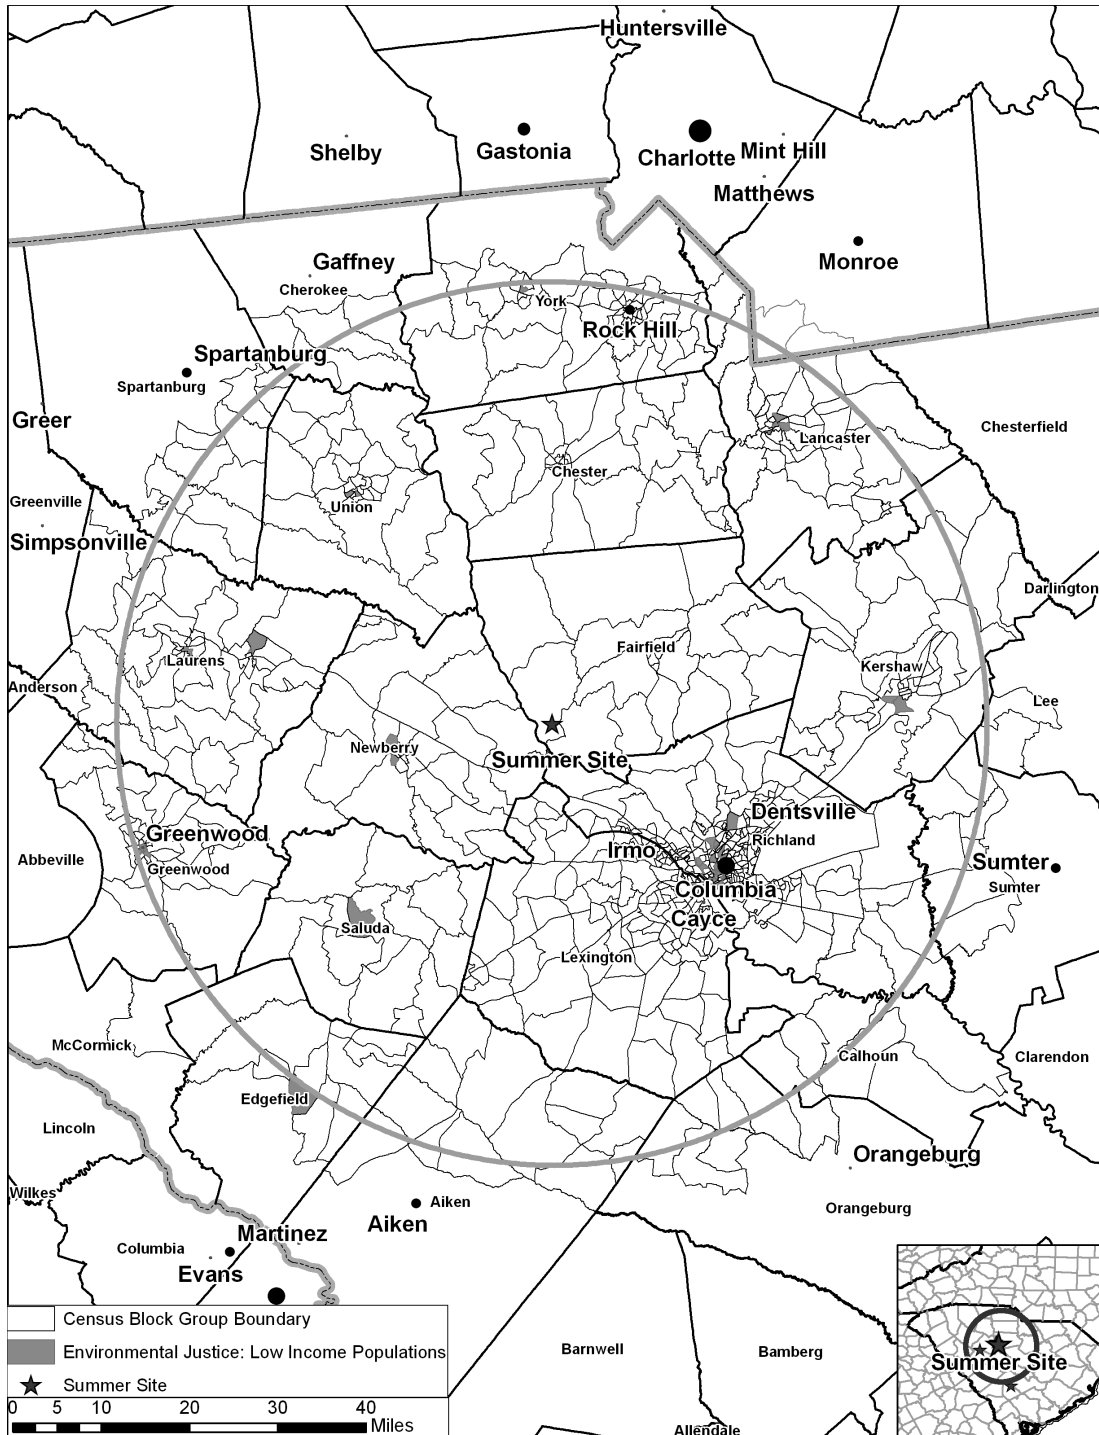 Huntersville
Shelby
Gastonia
Charlotte
Mint Hill
Matthews
Gaffney
Cherokee
Monroe
York
Rock Hill
Spartanburg
Spartanburg
Greer
Chesterfield
Lancaster
Chester
Greenville
Union
Simpsonville
Darlington
Fairfield
Laurens
Kershaw
Anderson
Lee
Newberry
Summer Site
Dentsville
Greenwood
Richland
Irmo
Abbeville
Greenwood
Sumter
Sumter
Columbia
Cayce
Saluda
Lexington
McCormick
Calhoun
Clarendon
Edgefield
Lincoln
Orangeburg
Wilkes
Aiken
Orangeburg
Aiken
Martinez
Columbia
Evans
Census Block Group Boundary
Environmental Justice: Low Income Populations
Summer Site
0 5 10 20 30 40
Miles
Barnwell
Bamberg
Allendale
Summer Site